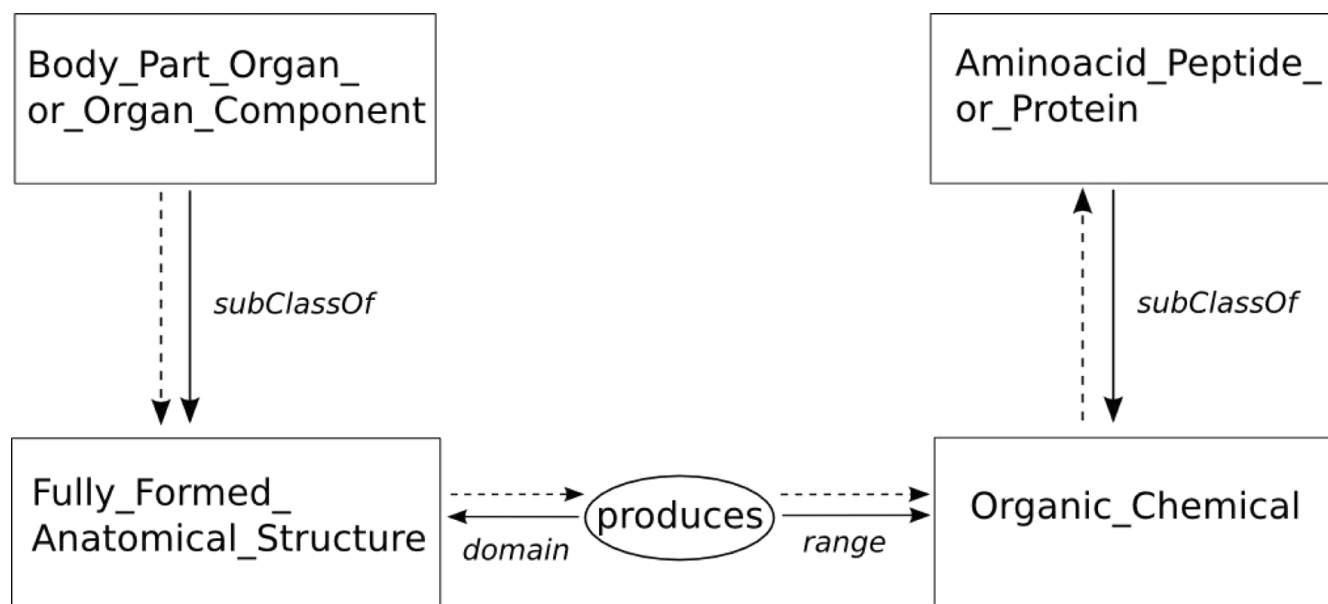 Body_Part_Organ_
or_Organ_Component
Aminoacid_Peptide_
or_Protein
subClassOf
subClassOf
Fully_Formed_
Anatomical_Structure
produces
domain
range
Organic_Chemical